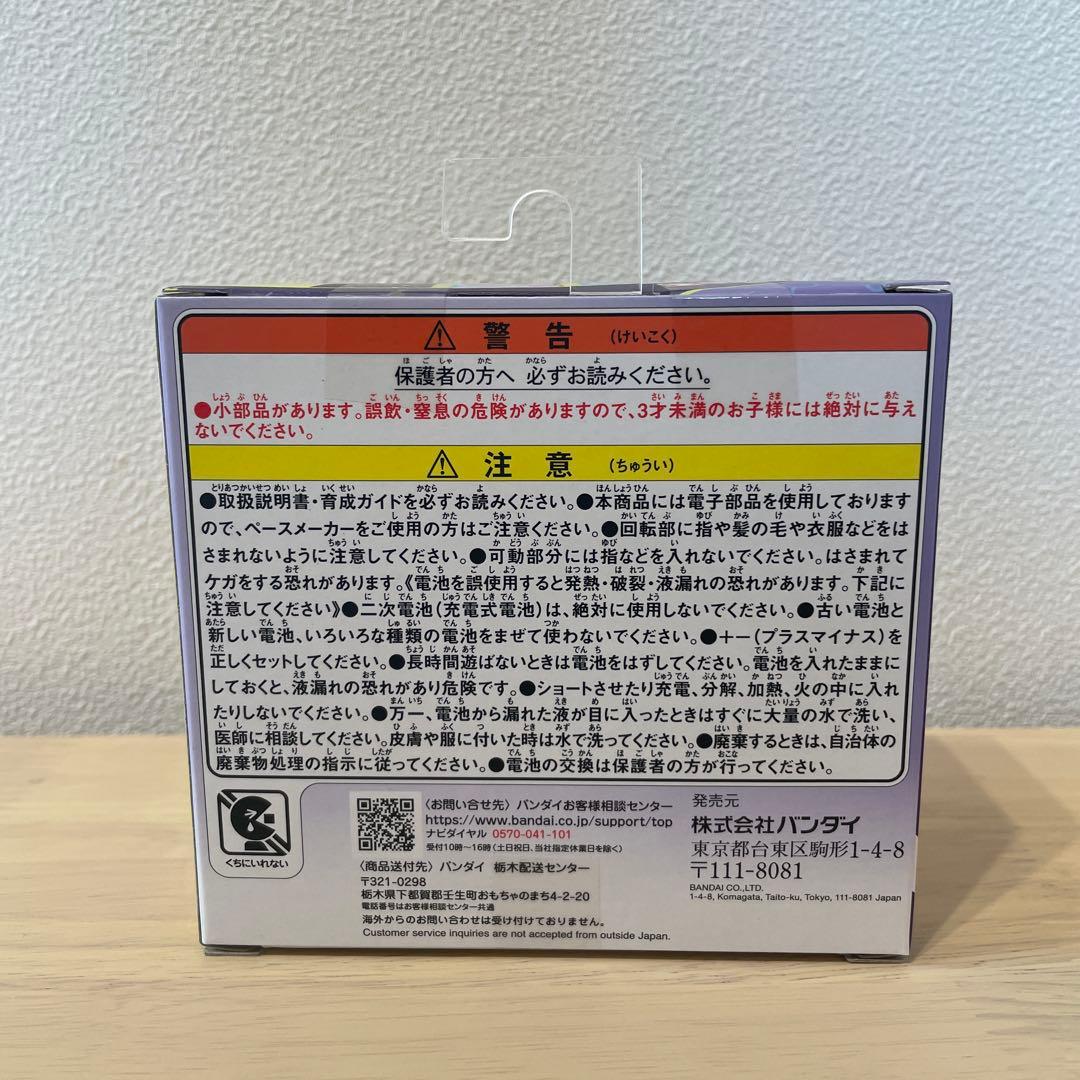 ⚠ 警告 (けいこく)
保護者の方へ 必ずお読みください。
●小部品があります。誤飲・窒息の危険がありますので、3才未満のお子様には絶対に与え
ないでください。
⚠ 注意 (ちゅうい)
●取扱説明書・育成ガイドを必ずお読みください。●本商品には電子部品を使用しております
ので、ペースメーカーをご使用の方はご注意ください。●回転部に指や髪の毛や衣服などをは
さまれないように注意してください。●可動部分には指などを入れないでください。はさまれて
ケガをする恐れがあります。《電池を誤使用すると発熱・破裂・液漏れの恐れがあります。下記に
注意してください》●二次電池(充電式電池)は、絶対に使用しないでください。●古い電池と
新しい電池、いろいろな種類の電池をまぜて使わないでください。●+−(プラスマイナス)を
正しくセットしてください。●長時間遊ばないときは電池をはずしてください。電池を入れたままに
しておくと、液漏れの恐れがあり危険です。●ショートさせたり充電、分解、加熱、火の中に入れ
たりしないでください。●万一、電池から漏れた液が目に入ったときはすぐに大量の水で洗い、
医師に相談してください。皮膚や服に付いた時は水で洗ってください。●廃棄するときは、自治体の
廃棄物処理の指示に従ってください。●電池の交換は保護者の方が行ってください。
くちにいれない
〈お問い合せ先〉バンダイお客様相談センター
https://www.bandai.co.jp/support/top
ナビダイヤル 0570-041-101
受付10時〜16時(土日祝日、当社指定休業日を除く)
〈商品送付先〉バンダイ 栃木配送センター
〒321-0298
栃木県下都賀郡壬生町おもちゃのまち4-2-20
電話番号はお客様相談センター共通
海外からのお問い合わせは受け付けておりません。
Customer service inquiries are not accepted from outside Japan.
発売元
株式会社バンダイ
東京都台東区駒形1-4-8
〒111-8081
BANDAI CO.,LTD.
1-4-8, Komagata, Taito-ku, Tokyo, 111-8081 Japan